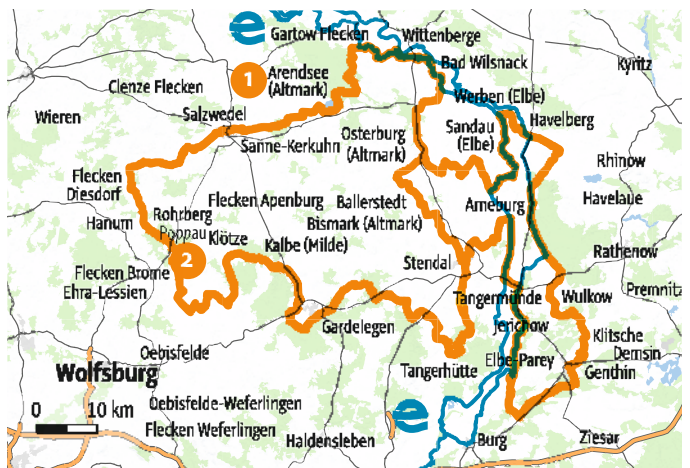 e
Gartow Flecken
Wittenberge
Bad Wilsnack
Kyritz
1
Arendsee
(Altmark)
Clenze Flecken
Werben (Elbe)
Wieren
Salzwedel
Havelberg
Sandau
(Elbe)
Osterburg
(Altmark)
Sanne-Kerkuhn
Rhinow
Flecken
Diesdorf
Havelaue
Flecken Apenburg
Ballerstedt
Arneburg
Rohrberg
Hanum
Poppau
Klötze
Bismark (Altmark)
Kalbe (Milde)
Rathenow
2
Stendal
Flecken Brome
Ehra-Lessien
Premnitz
Tangermünde
Wulkow
Gardelegen
Jerichow
Klitsche
Demsin
Oebisfelde
Elbe-Parey
Genthin
Wolfsburg
Tangerhütte
0 10 km
Oebisfelde-Weferlingen
e
Flecken Weferlingen
Haldensleben
Burg
Ziesar